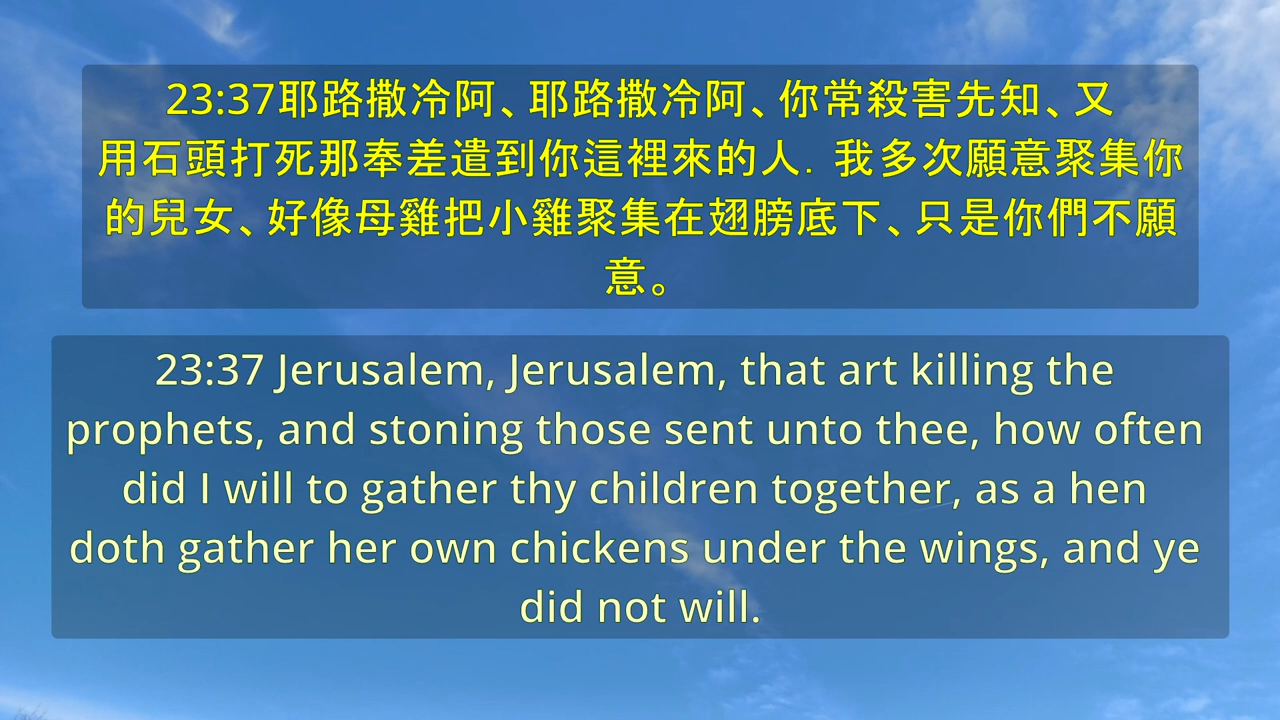 23:37耶路撒冷阿、耶路撒冷阿、你常殺害先知、又
用石頭打死那奉差遣到你這裡來的人. 我多次願意聚集你
的兒女、好像母雞把小雞聚集在翅膀底下、只是你們不願
意。
23:37 Jerusalem, Jerusalem, that art killing the
prophets, and stoning those sent unto thee, how often
did I will to gather thy children together, as a hen
doth gather her own chickens under the wings, and ye
did not will.